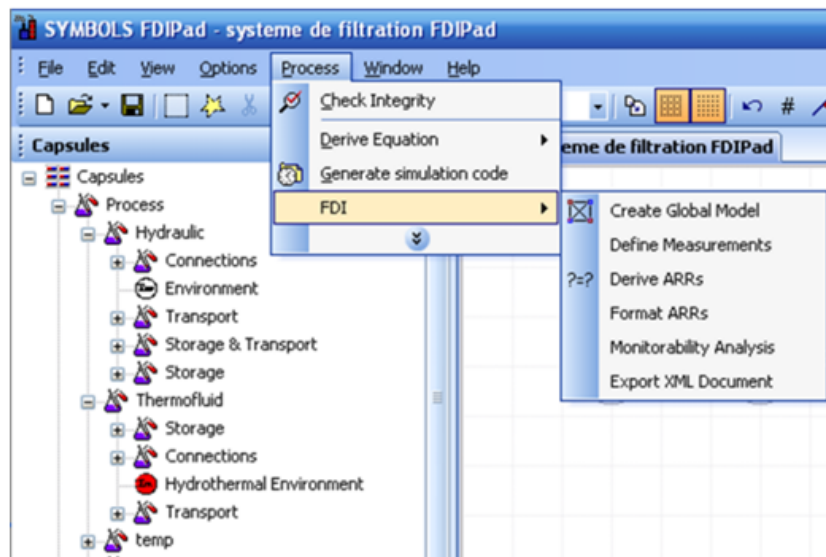 SYMBOLS FDIPad - systeme de filtration FDIPad
File Edit View Options Process Window Help
Check Integrity
Derive Equation
Generate simulation code
FDI
Create Global Model
Define Measurements
?=? Derive ARRs
Format ARRs
Monitorability Analysis
Export XML Document
#
eme de filtration FDIPad
Capsules
Capsules
Process
Hydraulic
Connections
Environment
Transport
Storage & Transport
Storage
Thermofluid
Storage
Connections
Hydrothermal Environment
Transport
temp